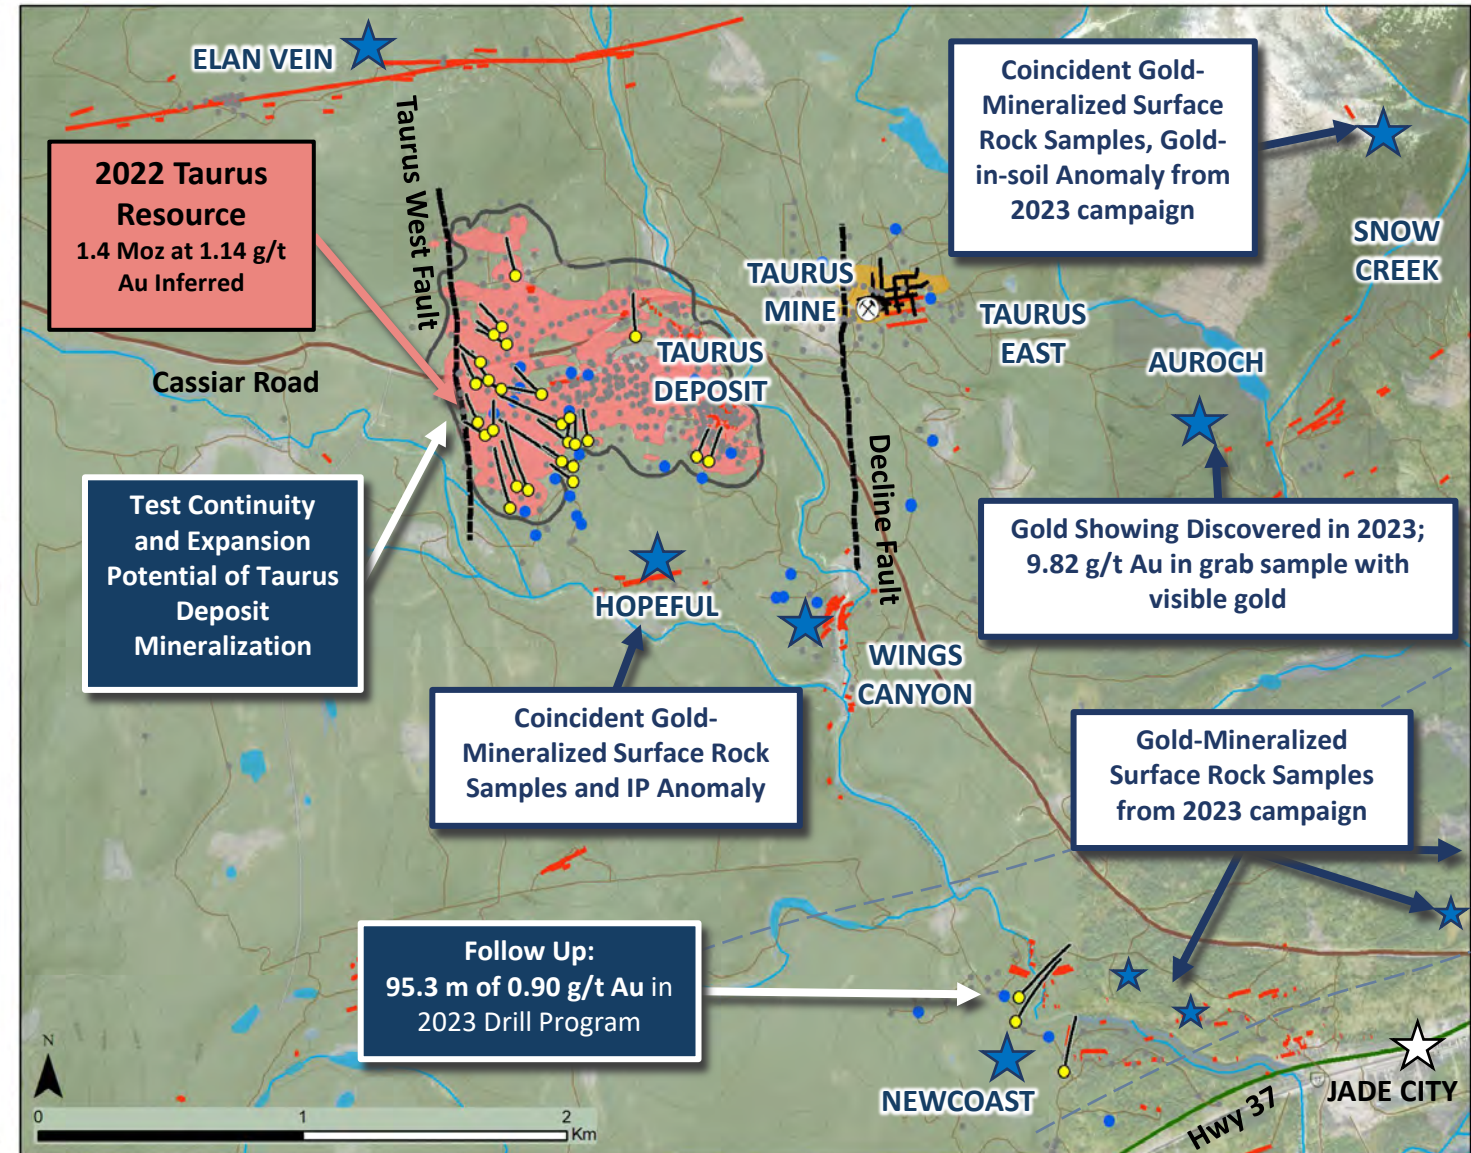 ELAN VEIN
Coincident Gold-
Mineralized Surface
Rock Samples, Gold-
in-soil Anomaly from
2023 campaign
2022 Taurus
Resource
1.4 Moz at 1.14 g/t
Au Inferred
Taurus West Fault
SNOW
CREEK
TAURUS
MINE
TAURUS
EAST
TAURUS
DEPOSIT
AUROCH
Cassiar Road
Decline Fault
Test Continuity
and Expansion
Potential of Taurus
Deposit
Mineralization
Gold Showing Discovered in 2023;
9.82 g/t Au in grab sample with
visible gold
HOPEFUL
WINGS
CANYON
Coincident Gold-
Mineralized Surface Rock
Samples and IP Anomaly
Gold-Mineralized
Surface Rock Samples
from 2023 campaign
Follow Up:
95.3 m of 0.90 g/t Au in
2023 Drill Program
NEWCOAST
JADE CITY
Hwy 37
N
0 1 2
Km